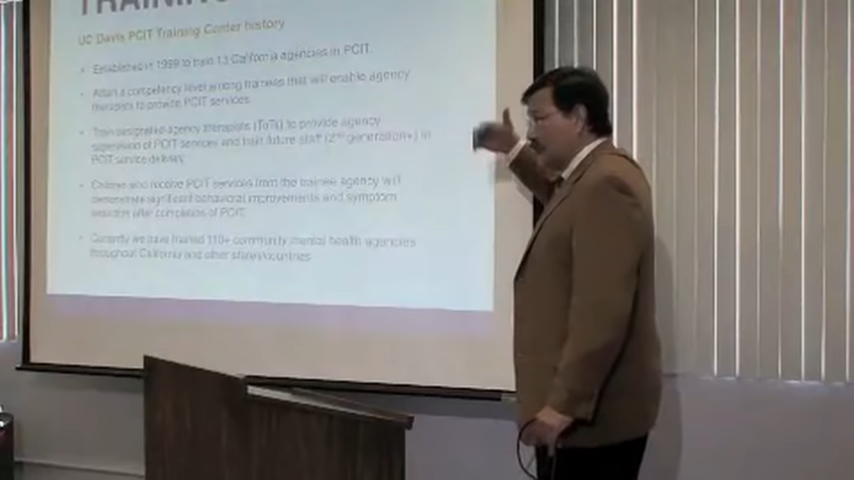 TRAINING
UC Davis PCIT Training Center history
Established in 1999 to train 13 California agencies in PCIT.
Attain a competency level among trainees that will enable agency
therapists to provide PCIT services.
Train designated agency therapists (ToTs) to provide agency
supervision of PCIT services and train future staff (2nd generation+) in
PCIT service delivery.
Children who receive PCIT services from the trainee agency will
demonstrate significant behavioral improvements and symptom
reduction after completion of PCIT.
Currently we have trained 110+ community mental health agencies
throughout California and other states/countries